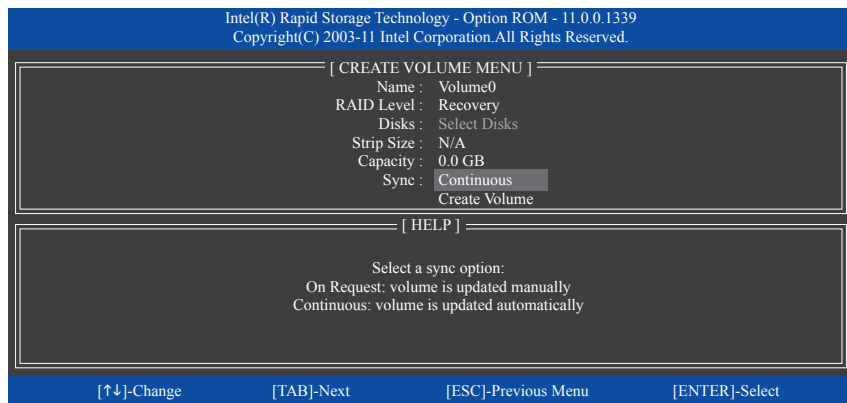 Intel(R) Rapid Storage Technology - Option ROM - 11.0.0.1339
Copyright(C) 2003-11 Intel Corporation.All Rights Reserved.
[ CREATE VOLUME MENU ]
Name : Volume0
RAID Level : Recovery
Disks : Select Disks
Strip Size : N/A
Capacity : 0.0 GB
Sync : Continuous
Create Volume
[ HELP ]
Select a sync option:
On Request: volume is updated manually
Continuous: volume is updated automatically
[↑↓]-Change [TAB]-Next [ESC]-Previous Menu [ENTER]-Select